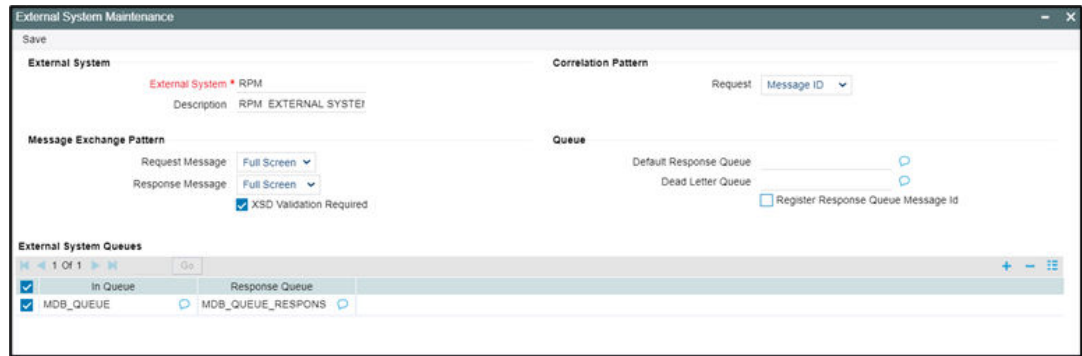 External System Maintenance
Save
External System
External System * RPM
Description RPM EXTERNAL SYSTEM
Correlation Pattern
Request Message ID
Message Exchange Pattern
Request Message Full Screen
Response Message Full Screen
XSD Validation Required
Queue
Default Response Queue
Dead Letter Queue
Register Response Queue Message Id
External System Queues
1 Of 1 Go
In Queue Response Queue
MDB_QUEUE MDB_QUEUE_RESPONS